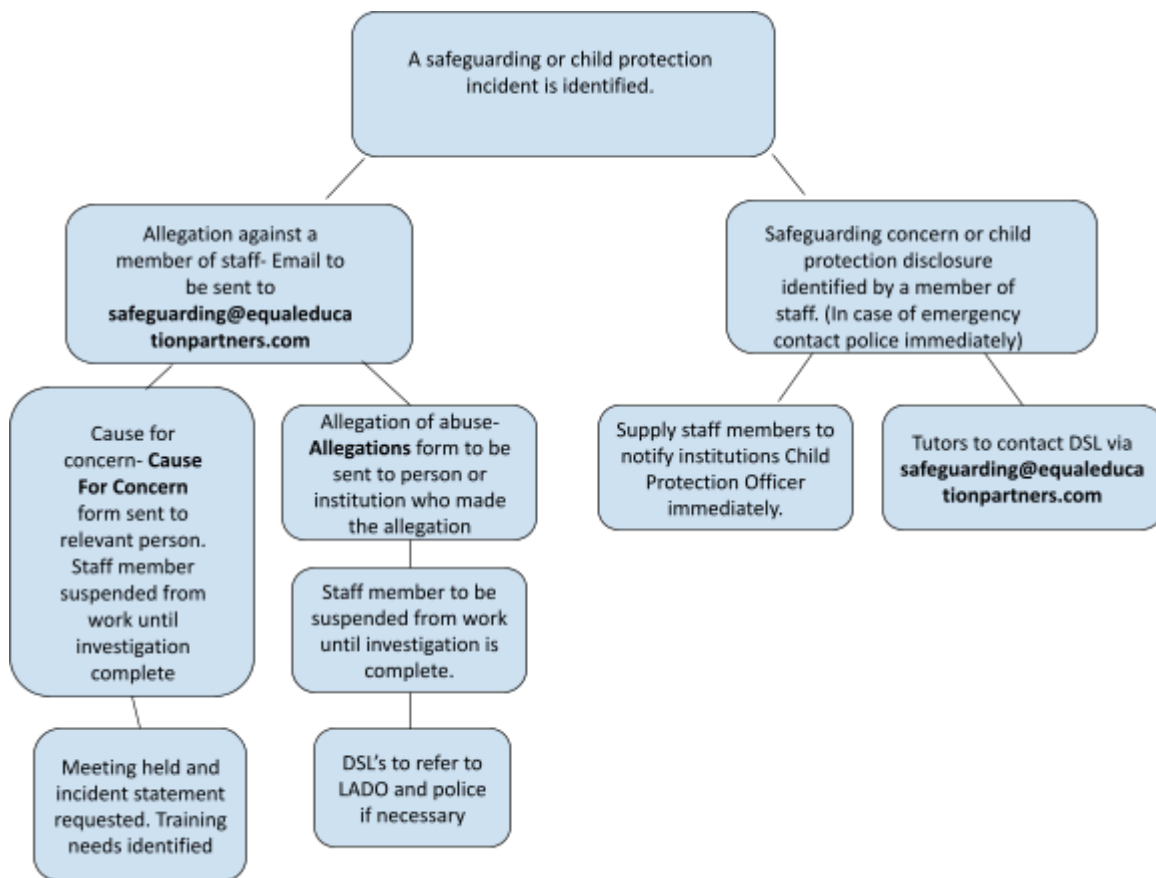 A safeguarding or child protection
incident is identified.
Allegation against a
member of staff- Email to
be sent to
safeguarding@equaleduca
tionpartners.com
Safeguarding concern or child
protection disclosure
identified by a member of
staff. (In case of emergency
contact police immediately)
Cause for
concern- Cause
For Concern
form sent to
relevant person.
Staff member
suspended from
work until
investigation
complete
Allegation of abuse-
Allegations form to be
sent to person or
institution who made
the allegation
Supply staff members to
notify institutions Child
Protection Officer
immediately.
Tutors to contact DSL via
safeguarding@equaleduca
tionpartners.com
Staff member to be
suspended from work
until investigation is
complete.
Meeting held and
incident statement
requested. Training
needs identified
DSL's to refer to
LADO and police
if necessary